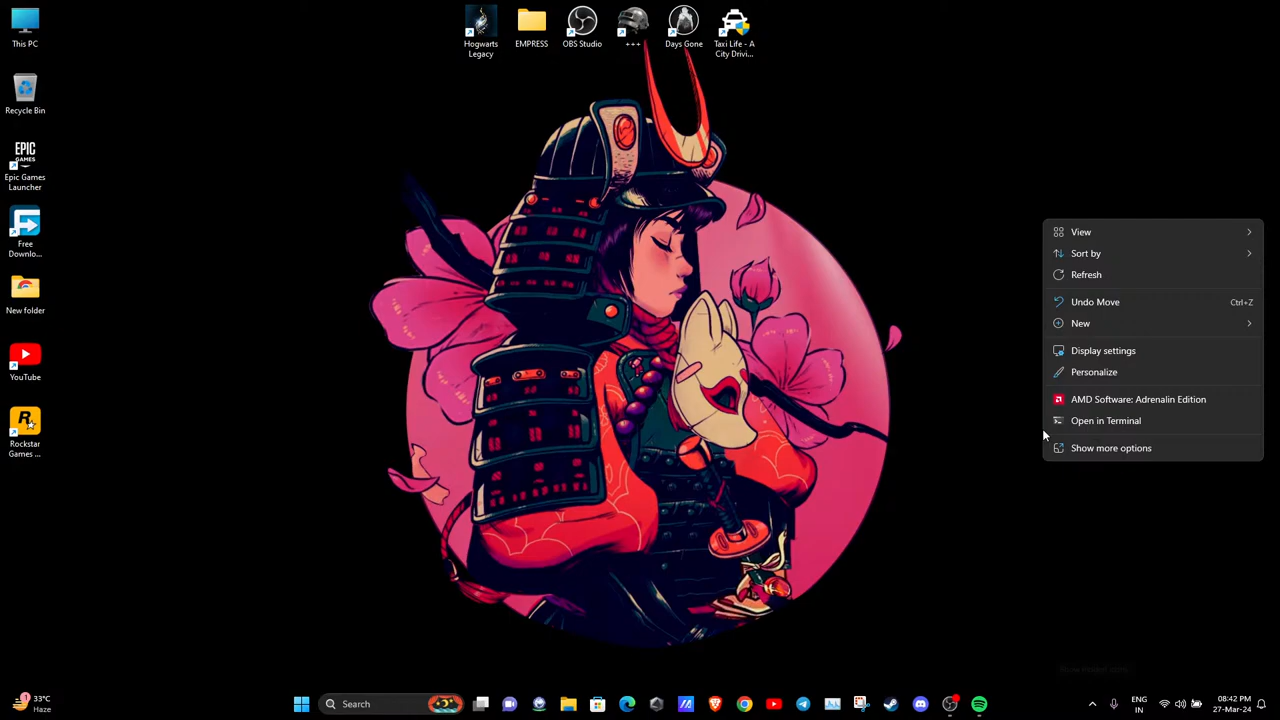 This PC
Recycle Bin
EPIC
GAMES
Epic Games
Launcher
Free
Downlo...
New folder
YouTube
Rockstar
Games ...
Hogwarts
Legacy
EMPRESS
OBS Studio
+++
Days Gone
Taxi Life - A
City Drivi...
View
Sort by
Refresh
Undo Move Ctrl+Z
New
Display settings
Personalize
AMD Software: Adrenalin Edition
Open in Terminal
Show more options
1
33°C
Haze
Search
ENG
IN
08:42 PM
27-Mar-24